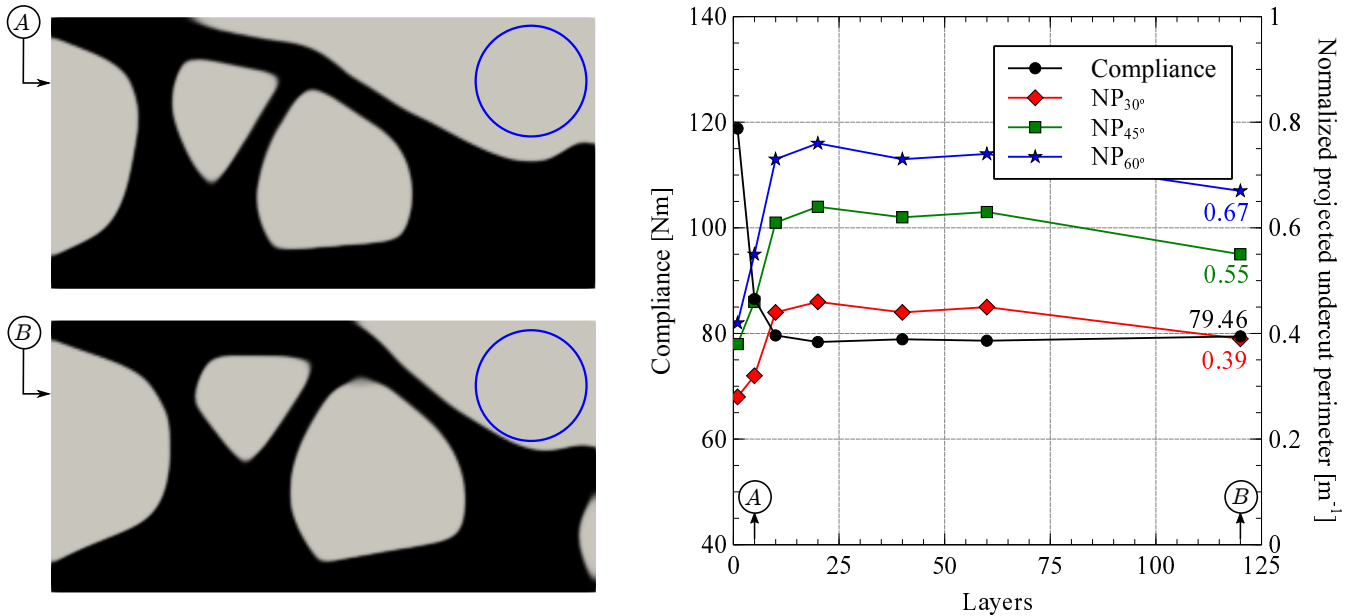 A
B
140
120
100
80
60
40
Compliance [Nm]
Compliance
NP30°
NP45°
NP60°
0.67
0.55
79.46
0.39
A
B
0
25
50
75
100
125
Layers
1
0.8
0.6
0.4
0.2
0
Normalized projected undercut perimeter [m-1]